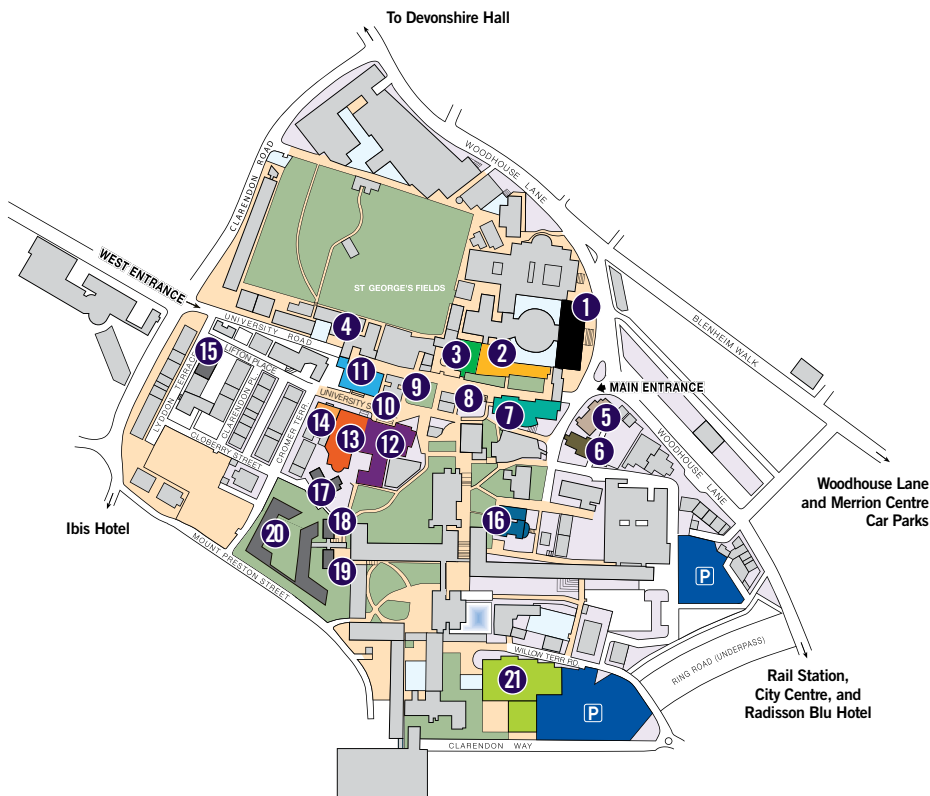 To Devonshire Hall
WOODHOUSE LANE
CLARENDON ROAD
WEST ENTRANCE
ST GEORGE'S FIELDS
1
BLENHEIM WALK
UNIVERSITY ROAD
4
3
2
15
LIFTON PLACE
11
MAIN ENTRANCE
9
8
UNIVERSITY S
10
7
5
LYDDON TERRACE
CLARENDON PL
CROMER TERR
14
13
12
6
WOODHOUSE LANE
CLOBERRY STREET
Woodhouse Lane
and Merrion Centre
Car Parks
17
Ibis Hotel
20
18
16
19
MOUNT PRESTON STREET
P
WILLOW TERR RD
RING ROAD (UNDERPASS)
21
P
Rail Station,
City Centre, and
Radisson Blu Hotel
CLARENDON WAY